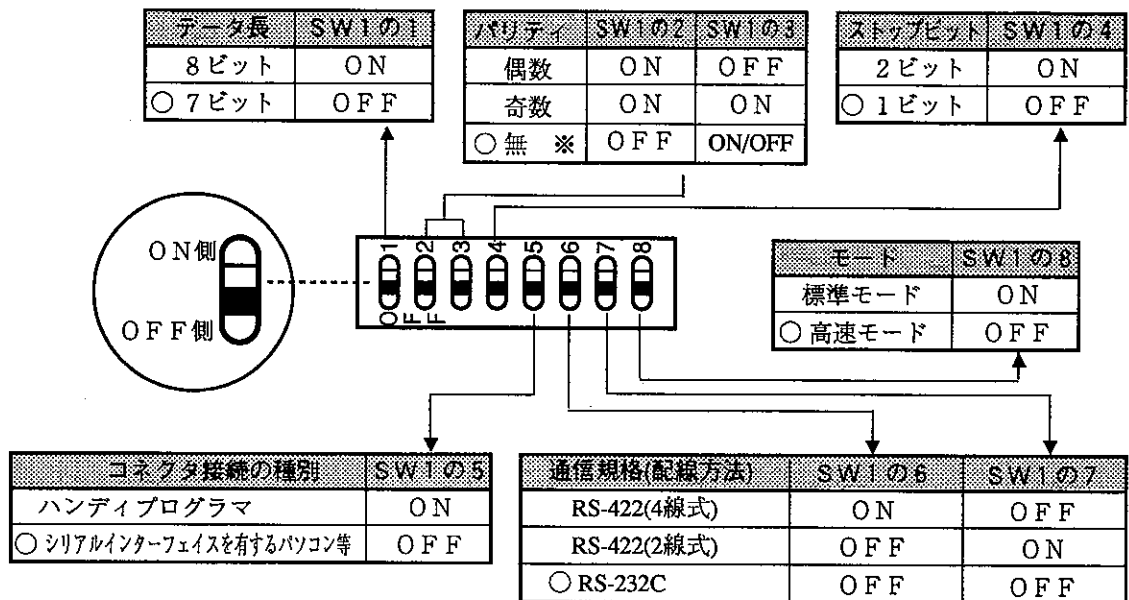 データ長 SW1の1
8ビット ON
○ 7ビット OFF
パリティ SW1の2 SW1の3
偶数 ON OFF
奇数 ON ON
○ 無 ※ OFF ON/OFF
ストップビット SW1の4
2ビット ON
○ 1ビット OFF
ON側
OFF側
1 2 3 4 5 6 7 8
OFF
モード SW1の8
標準モード ON
○ 高速モード OFF
コネクタ接続の種別 SW1の5
ハンディプログラマ ON
○ シリアルインターフェイスを有するパソコン等 OFF
通信規格(配線方法) SW1の6 SW1の7
RS-422(4線式) ON OFF
RS-422(2線式) OFF ON
○ RS-232C OFF OFF